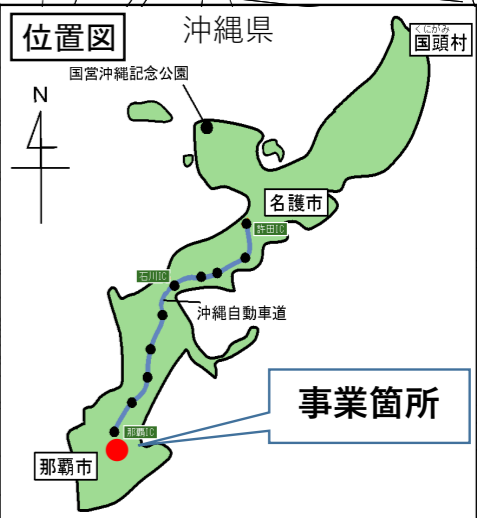 位置図
沖縄県
くにがみ
国頭村
国営沖縄記念公園
N
名護市
許田IC
石川IC
沖縄自動車道
事業箇所
那覇IC
那覇市